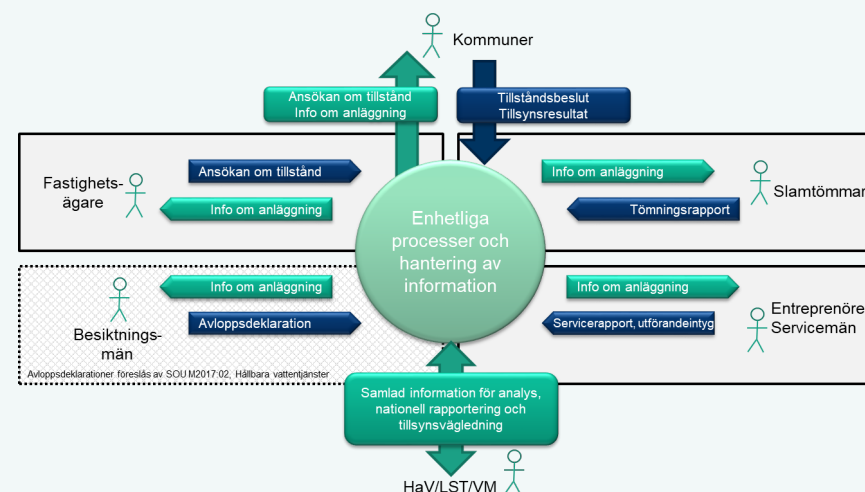 Kommuner
Ansökan om tillstånd
Info om anläggning
Tillståndsbeslut
Tillsynsresultat
Fastighets-
ägare
Ansökan om tillstånd
Info om anläggning
Info om anläggning
Tömningsrapport
Slamtömmar
Enhetliga
processer och
hantering av
information
Besiktnings-
män
Info om anläggning
Avloppsdeklaration
Avloppsdeklarationer föreslås av SOU M2017:02, Hållbara vattentjänster
Info om anläggning
Servicerapport, utförandeintyg
Entreprenöre
Servicemän
Samlad information för analys,
nationell rapportering och
tillsynsvägledning
HaV/LST/VM